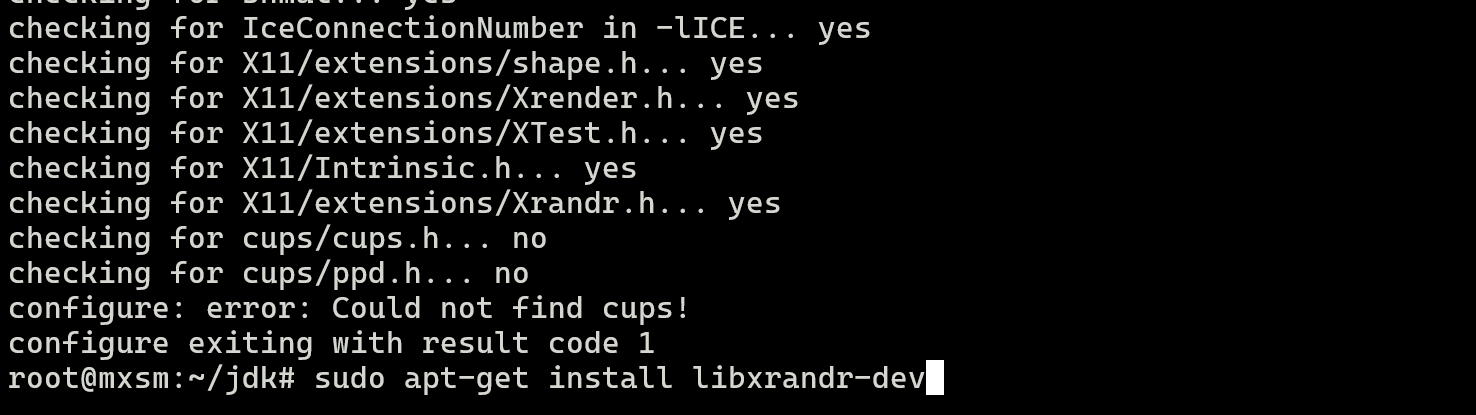 checking for IceConnectionNumber in -lICE... yes
checking for X11/extensions/shape.h... yes
checking for X11/extensions/Xrender.h... yes
checking for X11/extensions/XTest.h... yes
checking for X11/Intrinsic.h... yes
checking for X11/extensions/Xrandr.h... yes
checking for cups/cups.h... no
checking for cups/ppd.h... no
configure: error: Could not find cups!
configure exiting with result code 1
root@mxsm:~/jdk# sudo apt-get install libxrandr-dev